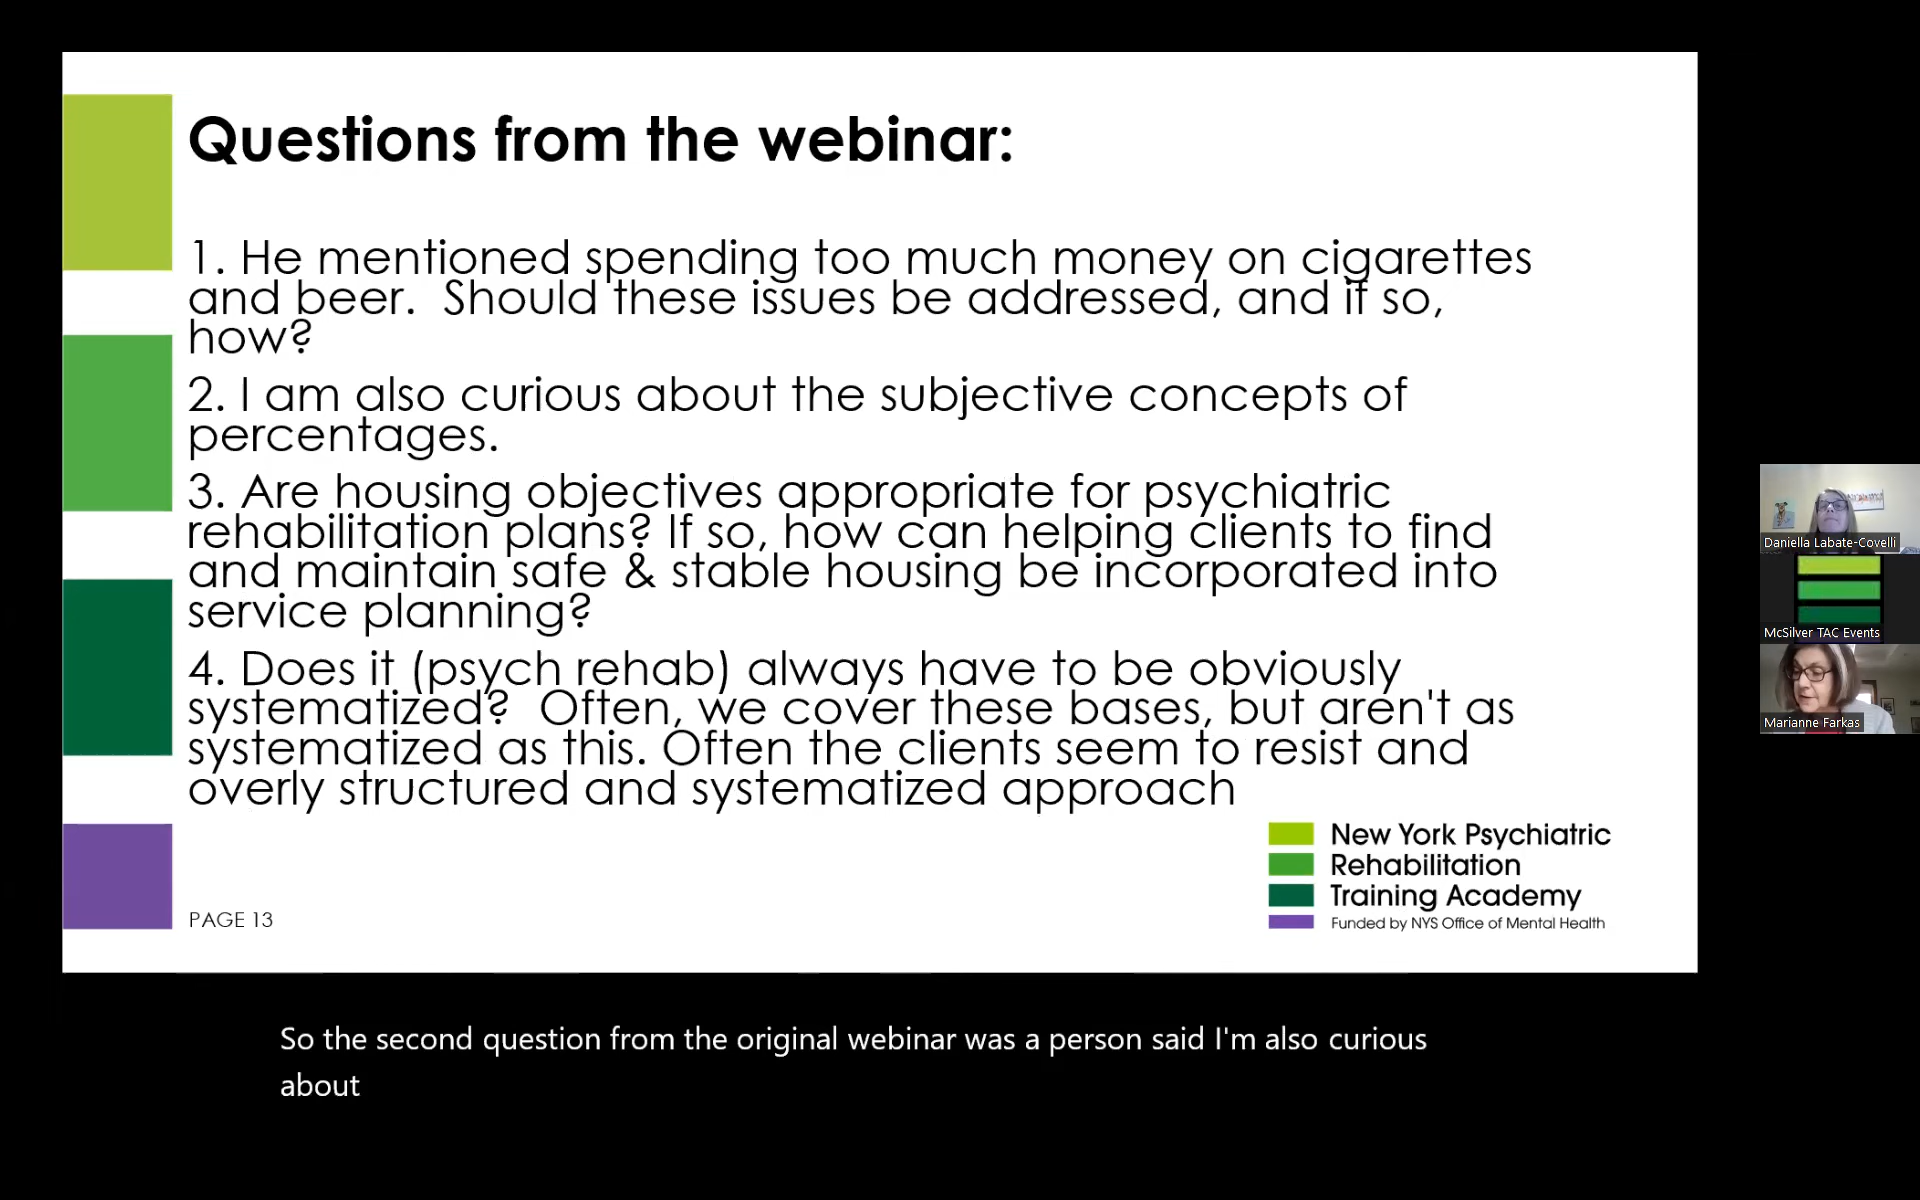 Questions from the webinar:
1. He mentioned spending too much money on cigarettes
and beer.  Should these issues be addressed, and if so,
how?
2. I am also curious about the subjective concepts of
percentages.
3. Are housing objectives appropriate for psychiatric
rehabilitation plans? If so, how can helping clients to find
and maintain safe & stable housing be incorporated into
service planning?
4. Does it (psych rehab) always have to be obviously
systematized?  Often, we cover these bases, but aren't as
systematized as this. Often the clients seem to resist and
overly structured and systematized approach
New York Psychiatric
Rehabilitation
Training Academy
Funded by NYS Office of Mental Health
PAGE 13
Daniella Labate-Covelli
McSilver TAC Events
Marianne Farkas
So the second question from the original webinar was a person said I'm also curious
about